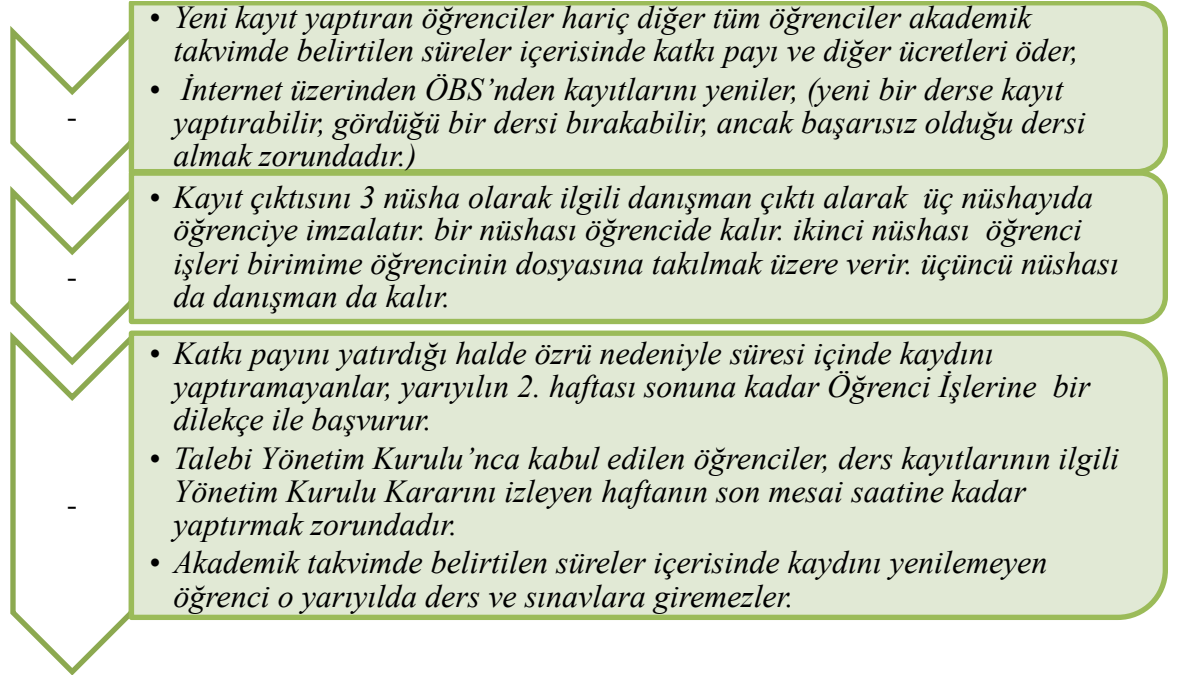 • Yeni kayıt yaptıran öğrenciler hariç diğer tüm öğrenciler akademik
takvimde belirtilen süreler içerisinde katkı payı ve diğer ücretleri öder,
• İnternet üzerinden ÖBS’nden kayıtlarını yeniler, (yeni bir derse kayıt
yaptırabilir, gördüğü bir dersi bırakabilir, ancak başarısız olduğu dersi
almak zorundadır.)
-
• Kayıt çıktısını 3 nüsha olarak ilgili danışman çıktı alarak üç nüshayıda
öğrenciye imzalatır. bir nüshası öğrencide kalır. ikinci nüshası öğrenci
işleri birimime öğrencinin dosyasına takılmak üzere verir. üçüncü nüshası
da danışman da kalır.
-
• Katkı payını yatırdığı halde özrü nedeniyle süresi içinde kaydını
yaptıramayanlar, yarıyılın 2. haftası sonuna kadar Öğrenci İşlerine bir
dilekçe ile başvurur.
• Talebi Yönetim Kurulu’nca kabul edilen öğrenciler, ders kayıtlarının ilgili
Yönetim Kurulu Kararını izleyen haftanın son mesai saatine kadar
yaptırmak zorundadır.
• Akademik takvimde belirtilen süreler içerisinde kaydını yenilemeyen
öğrenci o yarıyılda ders ve sınavlara giremezler.
-